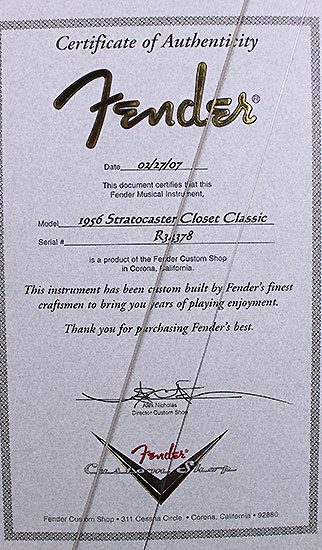 Certificate of Authenticity
Fender®
Date 02/27/07
This document certifies that this
Fender Musical Instrument,
Model 1956 Stratocaster Closet Classic
Serial # R34378
is a product of the Fender Custom Shop
in Corona, California.
This instrument has been custom built by Fender's finest
craftsmen to bring you years of playing enjoyment.
Thank you for purchasing Fender's best.
Alex Nicholas
Director Custom Shop
Fender
Custom Shop
Fender Custom Shop • 311 Cessna Circle • Corona, California • 92880